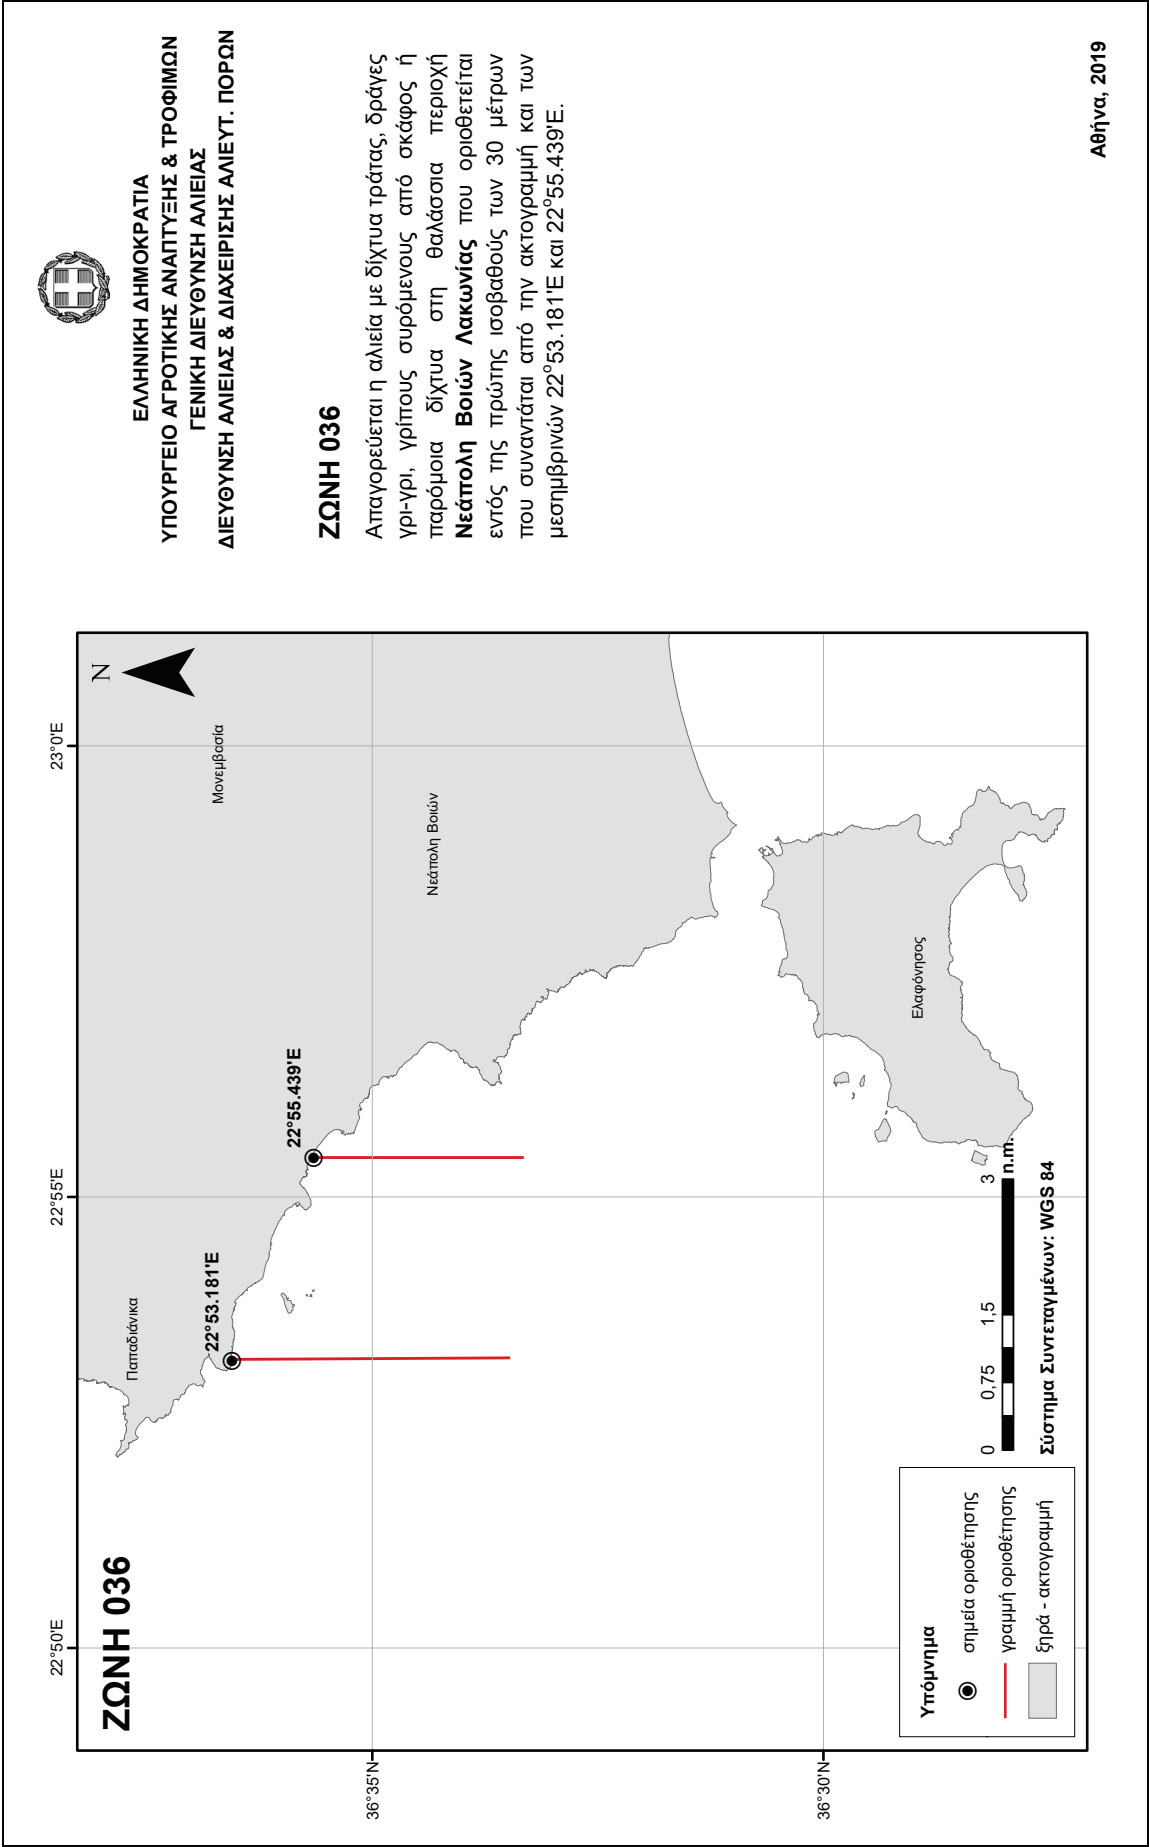 ΖΩΝΗ 036
22°50'E
22°55'E
23°0'E
36°35'N
36°30'N
N
Παπαδιάνικα
Μονεμβασία
Νεάπολη Βοιών
Ελαφόνησος
22°53.181'E
22°55.439'E
Υπόμνημα
σημεία οριοθέτησης
γραμμή οριοθέτησης
ξηρά - ακτογραμμή
0 0,75 1,5 3
n.m.
Σύστημα Συντεταγμένων: WGS 84
ΕΛΛΗΝΙΚΗ ΔΗΜΟΚΡΑΤΙΑ
ΥΠΟΥΡΓΕΙΟ ΑΓΡΟΤΙΚΗΣ ΑΝΑΠΤΥΞΗΣ & ΤΡΟΦΙΜΩΝ
ΓΕΝΙΚΗ ΔΙΕΥΘΥΝΣΗ ΑΛΙΕΙΑΣ
ΔΙΕΥΘΥΝΣΗ ΑΛΙΕΙΑΣ & ΔΙΑΧΕΙΡΙΣΗΣ ΑΛΙΕΥΤ. ΠΟΡΩΝ
ΖΩΝΗ 036
Απαγορεύεται η αλιεία με δίχτυα τράτας, δράγες
γρι-γρι, γρίπους συρόμενους από σκάφος ή
παρόμοια δίχτυα στη θαλάσσια περιοχή
Νεάπολη Βοιών Λακωνίας που οριοθετείται
εντός της πρώτης ισοβαθούς των 30 μέτρων
που συναντάται από την ακτογραμμή και των
μεσημβρινών 22°53.181'Ε και 22°55.439'Ε.
Αθήνα, 2019